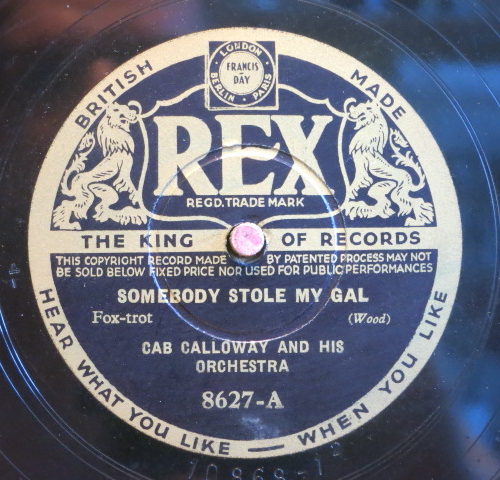 LONDON
FRANCIS
DAY
BERLIN • PARIS
BRITISH MADE
REX
REGD. TRADE MARK
THE KING OF RECORDS
THIS COPYRIGHT RECORD MADE BY PATENTED PROCESS MAY NOT
BE SOLD BELOW FIXED PRICE NOR USED FOR PUBLIC PERFORMANCES
SOMEBODY STOLE MY GAL
Fox-trot (Wood)
CAB CALLOWAY AND HIS
ORCHESTRA
8627-A
HEAR WHAT YOU LIKE — WHEN YOU LIKE